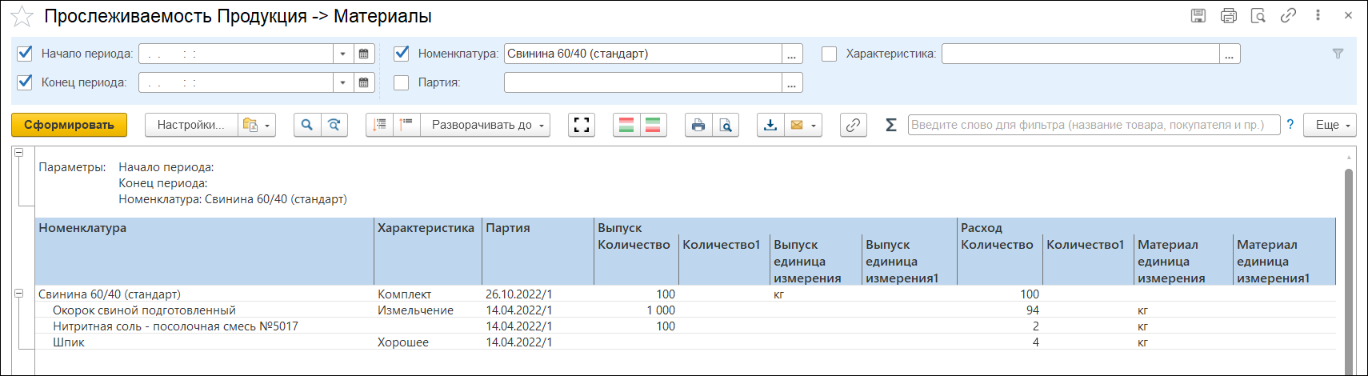 Прослеживаемость Продукция -> Материалы
Начало периода: . . : : Номенклатура: Свинина 60/40 (стандарт) ... Характеристика: ...
Конец периода: . . : : Партия: ...
Сформировать Настройки... Разворачивать до Σ Введите слово для фильтра (название товара, покупателя и пр.) ? Еще
Параметры: Начало периода:
Конец периода:
Номенклатура: Свинина 60/40 (стандарт)
Номенклатура Характеристика Партия Выпуск Расход
Количество Количество1 Выпуск Выпуск Количество Количество1 Материал Материал
единица единица единица единица
измерения измерения1 измерения измерения1
Свинина 60/40 (стандарт) Комплект 26.10.2022/1 100 кг 100
Окорок свиной подготовленный Измельчение 14.04.2022/1 1 000 94 кг
Нитритная соль - посолочная смесь №5017 14.04.2022/1 100 2 кг
Шпик Хорошее 14.04.2022/1 4 кг